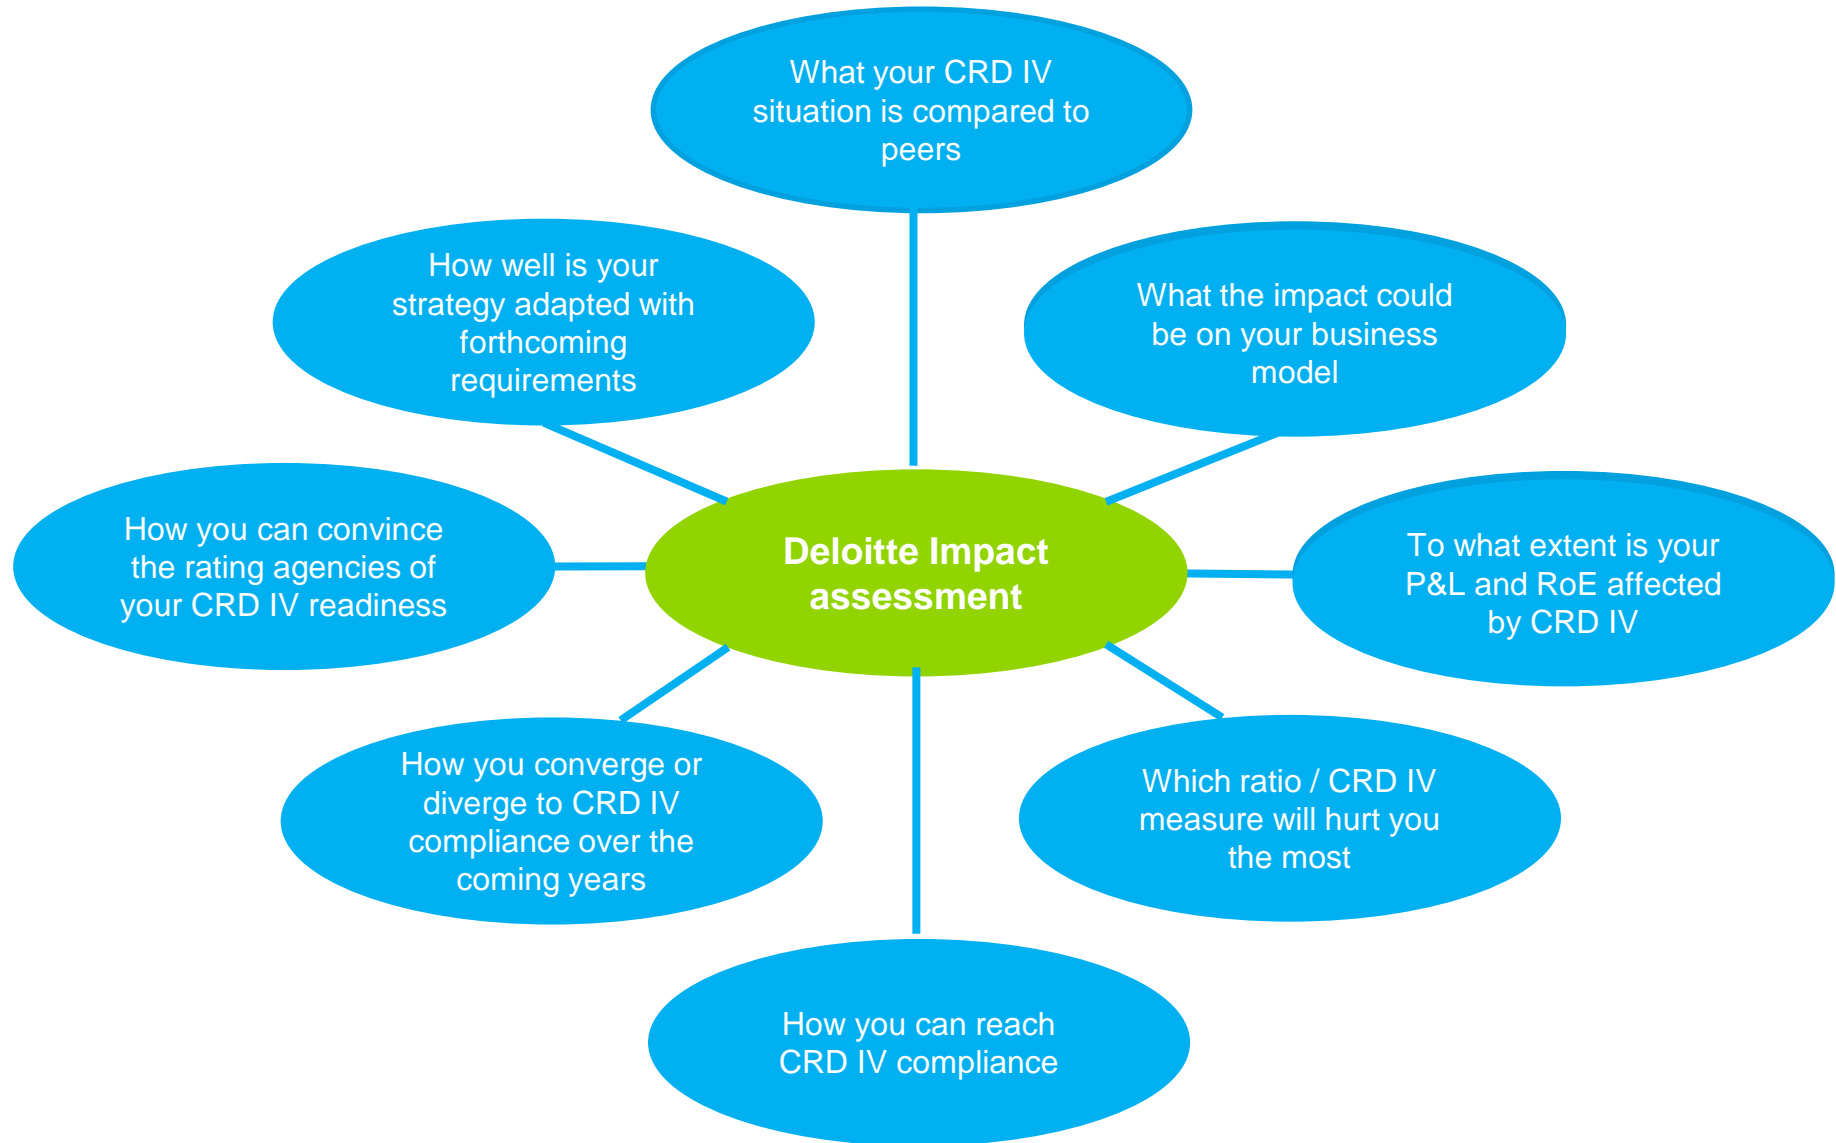 What your CRD IV
situation is compared to
peers
How well is your
strategy adapted with
forthcoming
requirements
What the impact could
be on your business
model
How you can convince
the rating agencies of
your CRD IV readiness
Deloitte Impact
assessment
To what extent is your
P&L and RoE affected
by CRD IV
How you converge or
diverge to CRD IV
compliance over the
coming years
Which ratio / CRD IV
measure will hurt you
the most
How you can reach
CRD IV compliance